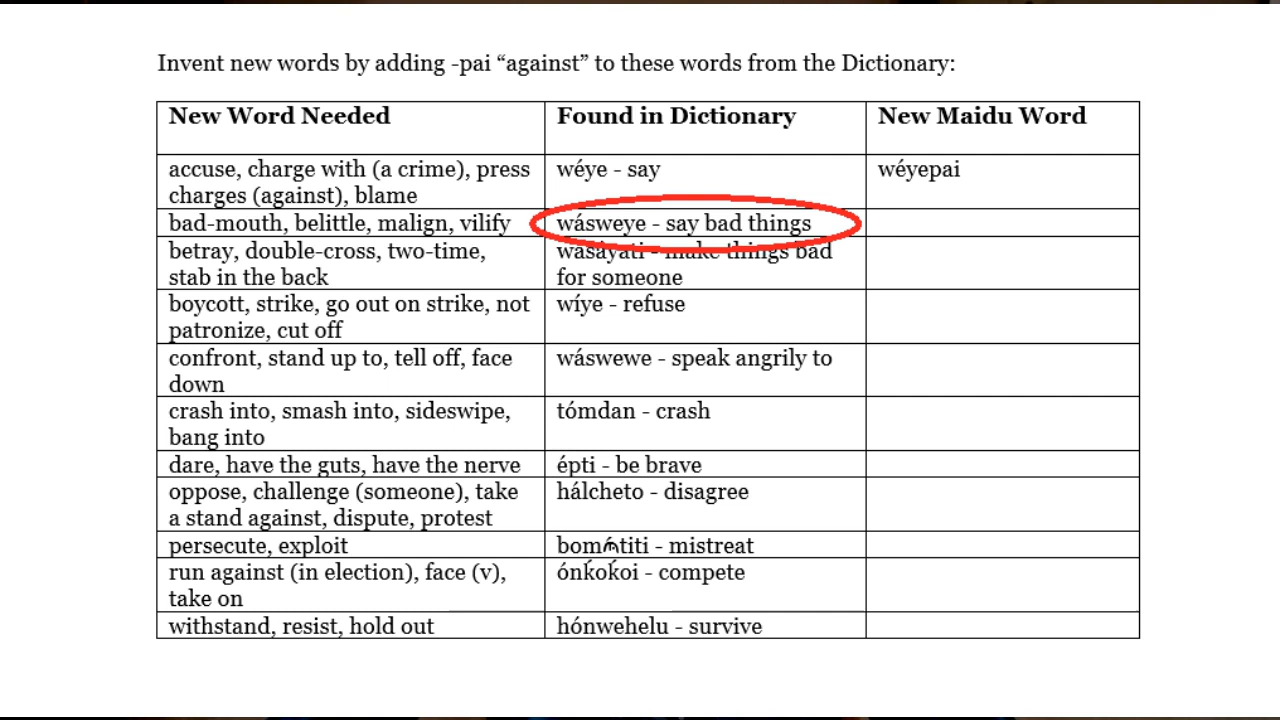 Invent new words by adding -pai “against” to these words from the Dictionary:
New Word Needed
Found in Dictionary
New Maidu Word
accuse, charge with (a crime), press
charges (against), blame
wéye - say
wéyepai
bad-mouth, belittle, malign, vilify
wásweye - say bad things
betray, double-cross, two-time,
stab in the back
- make things bad
for someone
boycott, strike, go out on strike, not
patronize, cut off
wíye - refuse
confront, stand up to, tell off, face
down
wáswewe - speak angrily to
crash into, smash into, sideswipe,
bang into
tómdan - crash
dare, have the guts, have the nerve
épti - be brave
oppose, challenge (someone), take
a stand against, dispute, protest
hálcheto - disagree
persecute, exploit
- mistreat
run against (in election), face (v),
take on
ónḱoḱoi - compete
withstand, resist, hold out
hónwehelu - survive